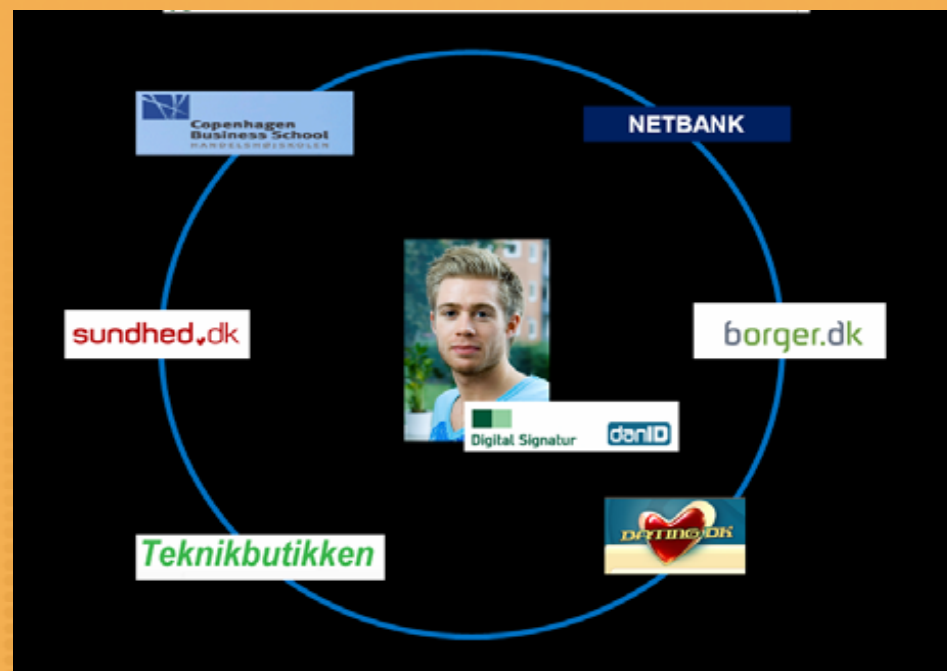 Copenhagen
Business School
HANDELSHØJSKOLEN
NETBANK
sundhed.dk
borger.dk
Digital Signatur
danID
Teknikbutikken
DATING.DK